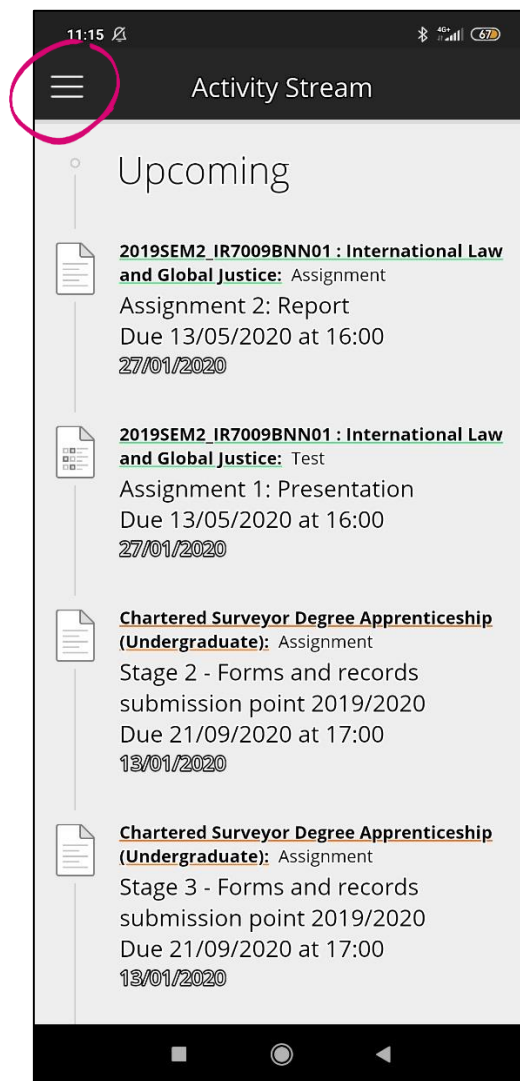 11:15 4G+ 67
Activity Stream
Upcoming
2019SEM2_IR7009BNN01 : International Law
and Global Justice: Assignment
Assignment 2: Report
Due 13/05/2020 at 16:00
27/01/2020
2019SEM2_IR7009BNN01 : International Law
and Global Justice: Test
Assignment 1: Presentation
Due 13/05/2020 at 16:00
27/01/2020
Chartered Surveyor Degree Apprenticeship
(Undergraduate): Assignment
Stage 2 - Forms and records
submission point 2019/2020
Due 21/09/2020 at 17:00
13/01/2020
Chartered Surveyor Degree Apprenticeship
(Undergraduate): Assignment
Stage 3 - Forms and records
submission point 2019/2020
Due 21/09/2020 at 17:00
13/01/2020